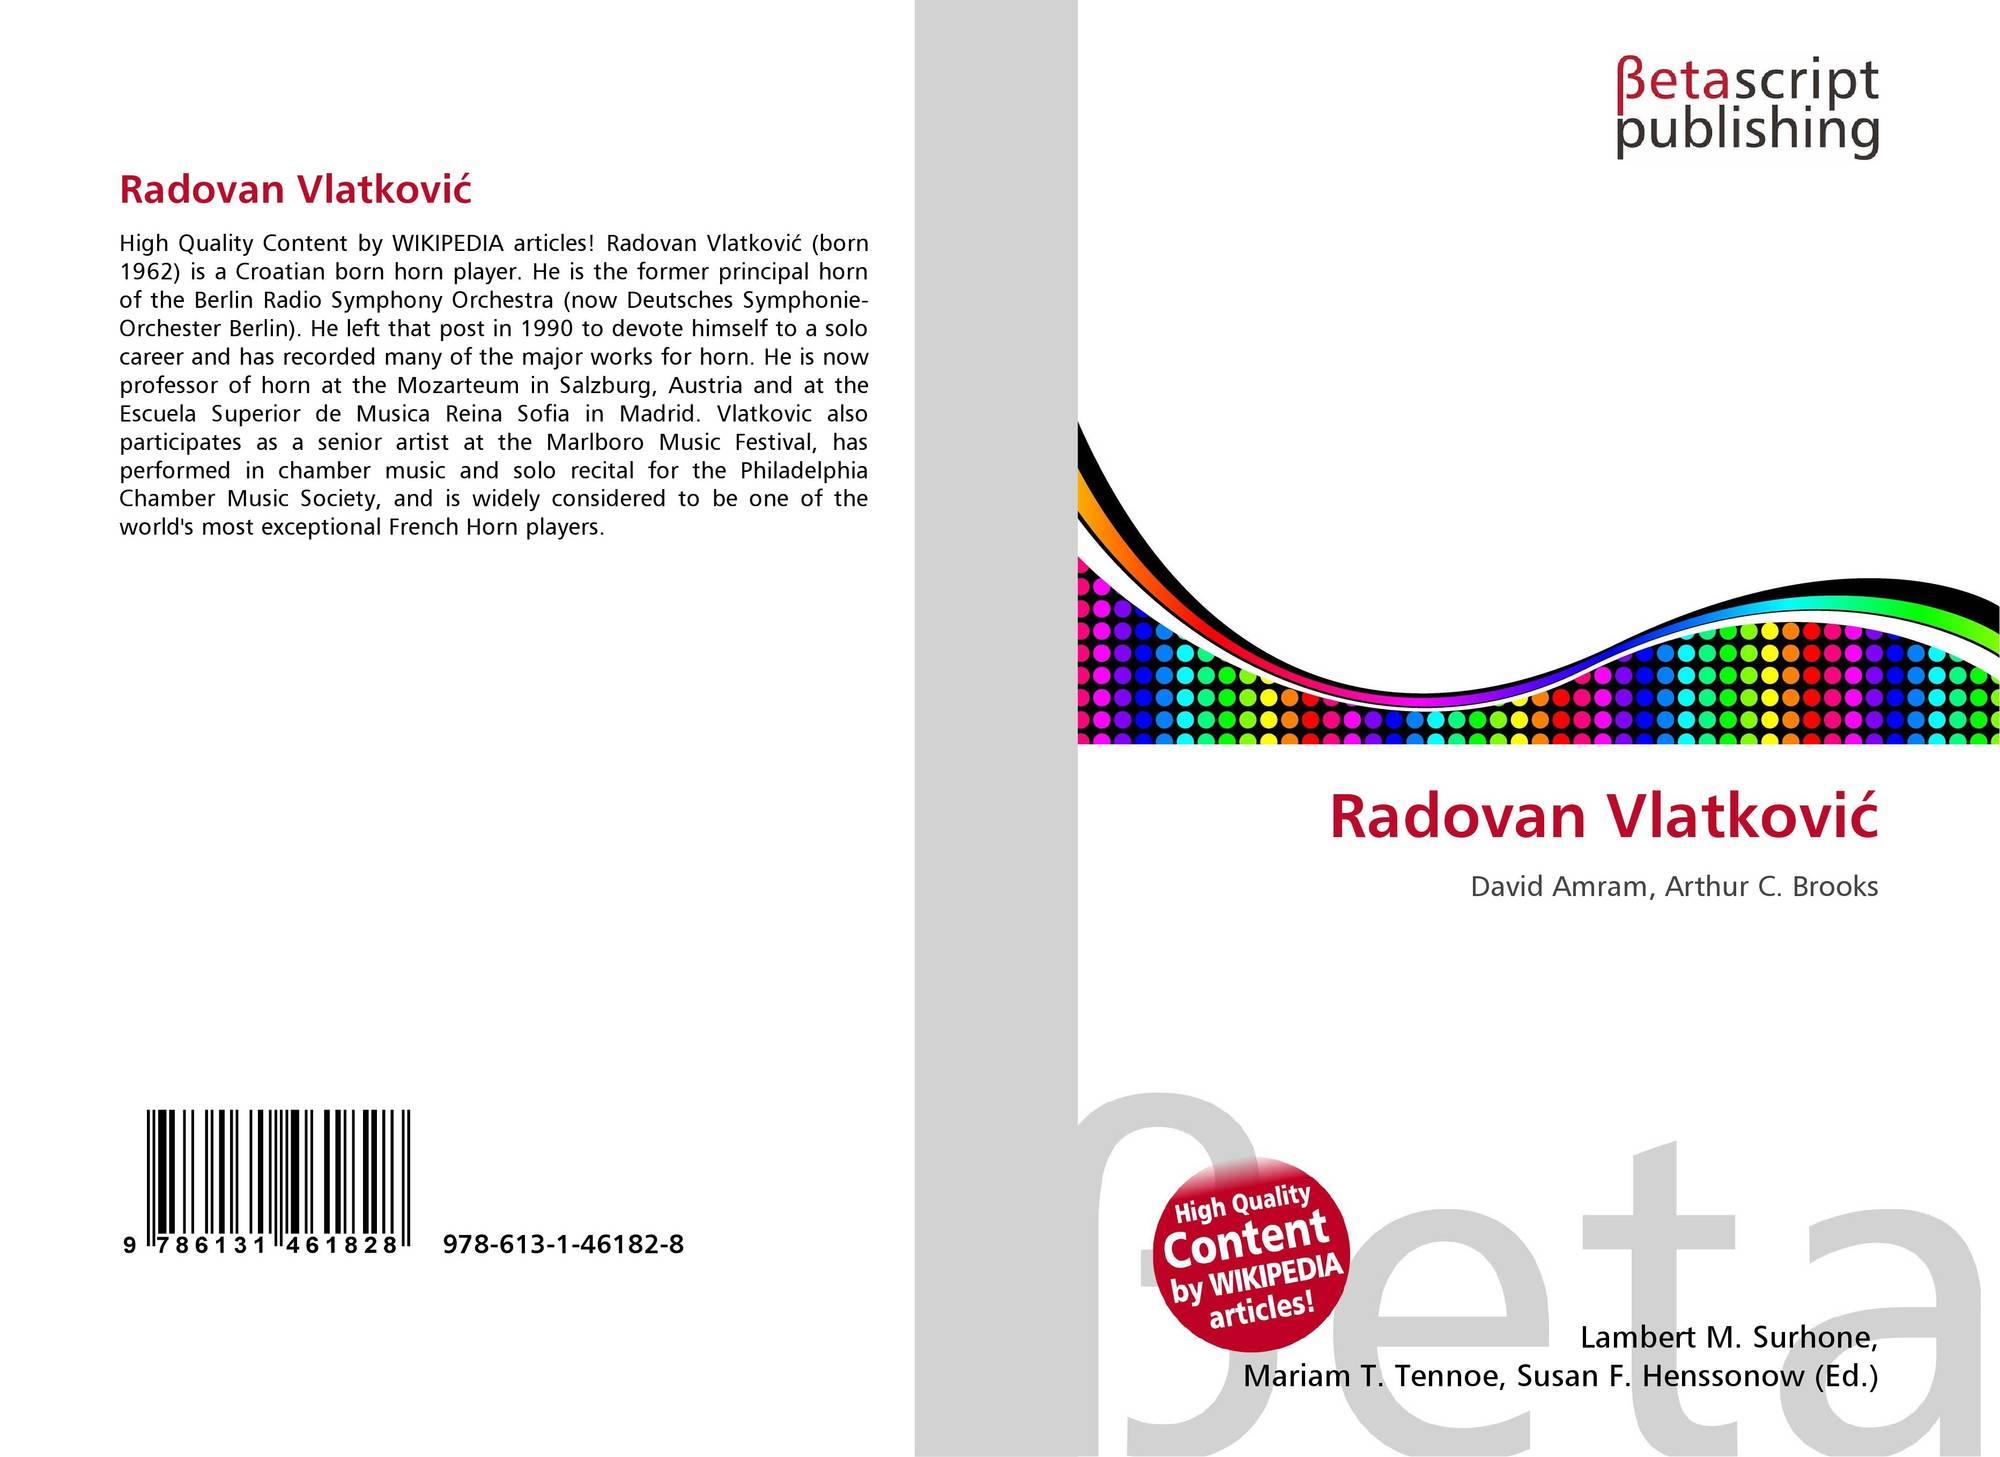 Radovan Vlatković
High Quality Content by WIKIPEDIA articles! Radovan Vlatković (born
1962) is a Croatian born horn player. He is the former principal horn
of the Berlin Radio Symphony Orchestra (now Deutsches Symphonie-
Orchester Berlin). He left that post in 1990 to devote himself to a solo
career and has recorded many of the major works for horn. He is now
professor of horn at the Mozarteum in Salzburg, Austria and at the
Escuela Superior de Musica Reina Sofia in Madrid. Vlatkovic also
participates as a senior artist at the Marlboro Music Festival, has
performed in chamber music and solo recital for the Philadelphia
Chamber Music Society, and is widely considered to be one of the
world's most exceptional French Horn players.
9 786131 461828
978-613-1-46182-8
βetascript
publishing
Radovan Vlatković
David Amram, Arthur C. Brooks
βeta
High Quality
Content
by WIKIPEDIA
articles!
Lambert M. Surhone,
Mariam T. Tennoe, Susan F. Henssonow (Ed.)